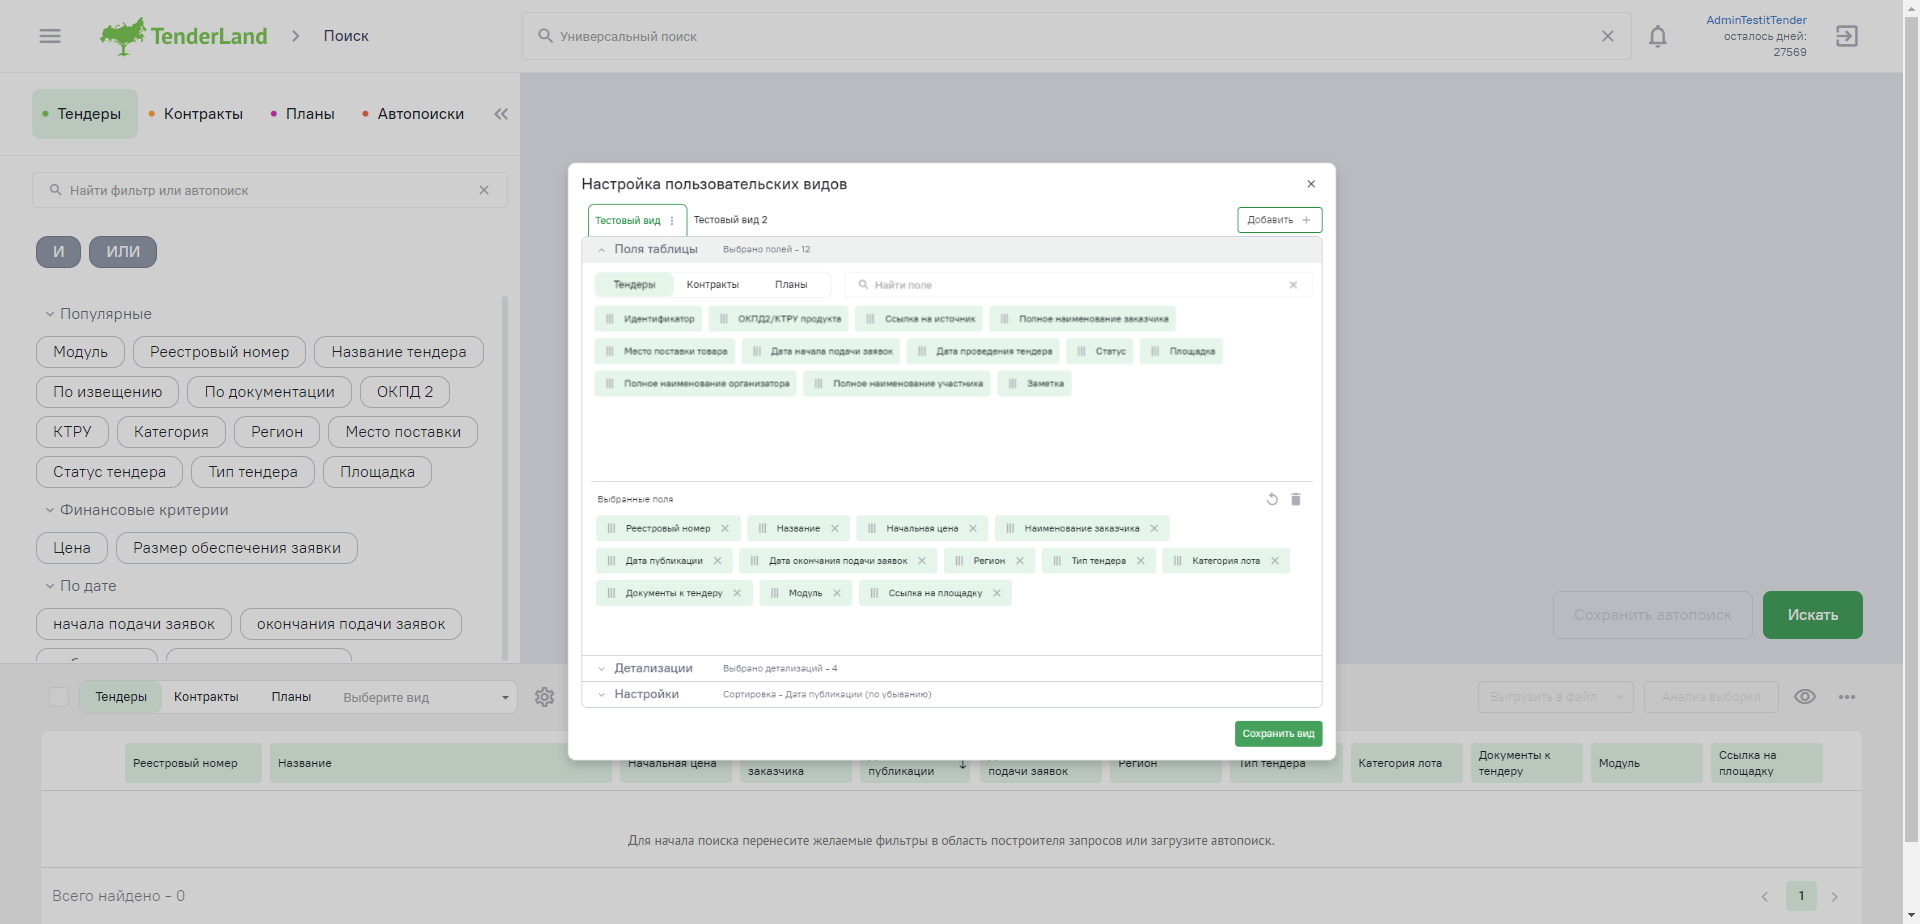 TenderLand
Поиск
Универсальный поиск
AdminTestitTender
осталось дней:
27569
Тендеры
Контракты
Планы
Автопоиски
Найти фильтр или автопоиск
И
ИЛИ
Популярные
Модуль
Реестровый номер
Название тендера
По извещению
По документации
ОКПД 2
КТРУ
Категория
Регион
Место поставки
Статус тендера
Тип тендера
Площадка
Финансовые критерии
Цена
Размер обеспечения заявки
По дате
начала подачи заявок
окончания подачи заявок
Настройка пользовательских видов
Тестовый вид
Тестовый вид 2
Добавить
Поля таблицы
Выбрано полей - 12
Тендеры
Контракты
Планы
Найти поле
Идентификатор
ОКПД2/КТРУ продукта
Ссылка на источник
Полное наименование заказчика
Место поставки товара
Дата начала подачи заявок
Дата проведения тендера
Статус
Площадка
Полное наименование организатора
Полное наименование участника
Заметка
Выбранные поля
Реестровый номер
Название
Начальная цена
Наименование заказчика
Дата публикации
Дата окончания подачи заявок
Регион
Тип тендера
Категория лота
Документы к тендеру
Модуль
Ссылка на площадку
Детализации
Выбрано детализаций - 4
Настройки
Сортировка - Дата публикации (по убыванию)
Сохранить вид
Сохранить автопоиск
Искать
Тендеры
Контракты
Планы
Выберите вид
Выгрузить в файл
Анализ выборки
Реестровый номер
Название
Начальная цена
заказчика
публикации
подачи заявок
Регион
Тип тендера
Категория лота
Документы к
тендеру
Модуль
Ссылка на
площадку
Для начала поиска перенесите желаемые фильтры в область построителя запросов или загрузите автопоиск.
Всего найдено - 0
1